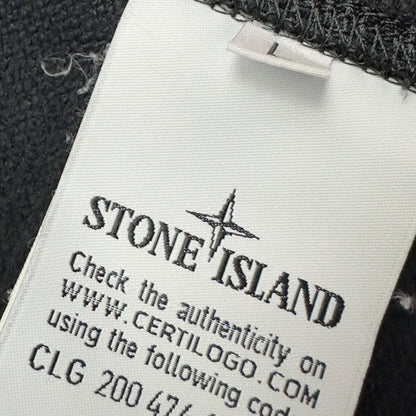 L
STONE ISLAND
Check the authenticity on
WWW.CERTILOGO.COM
using the following
CLG 200